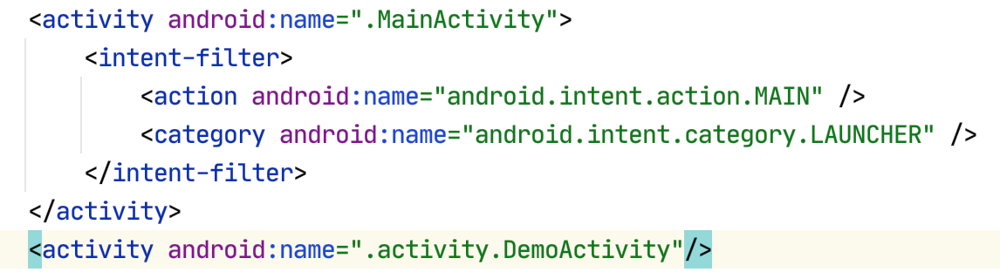 <activity android:name=".MainActivity">
<intent-filter>
<action android:name="android.intent.action.MAIN" />
<category android:name="android.intent.category.LAUNCHER" />
</intent-filter>
</activity>
<activity android:name=".activity.DemoActivity"/>